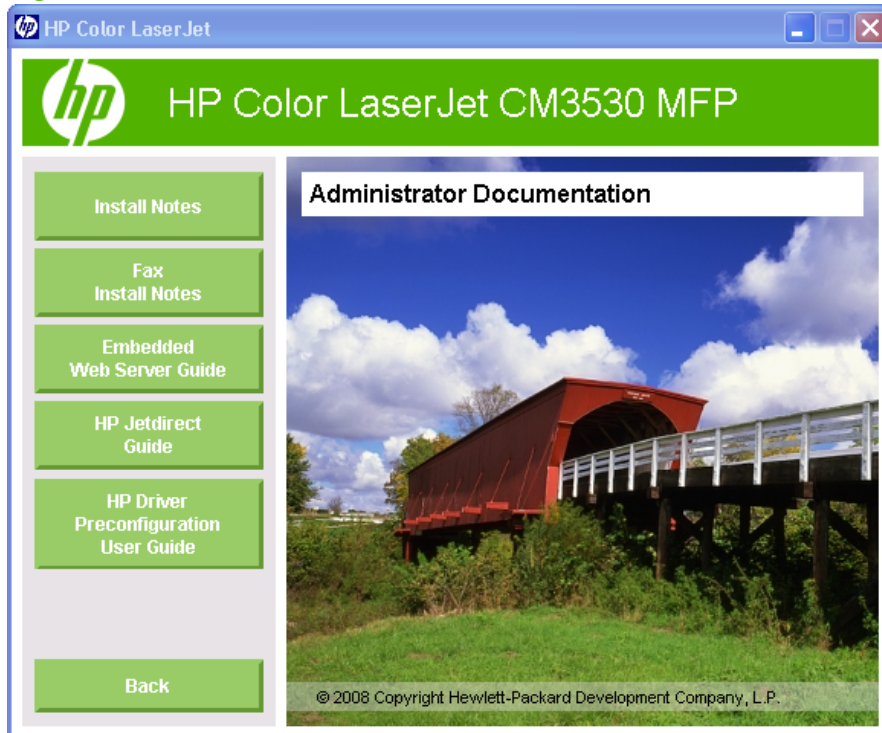 HP Color LaserJet
hp
HP Color LaserJet CM3530 MFP
Install Notes
Fax
Install Notes
Embedded
Web Server Guide
HP Jetdirect
Guide
HP Driver
Preconfiguration
User Guide
Back
Administrator Documentation
© 2008 Copyright Hewlett-Packard Development Company, L.P.